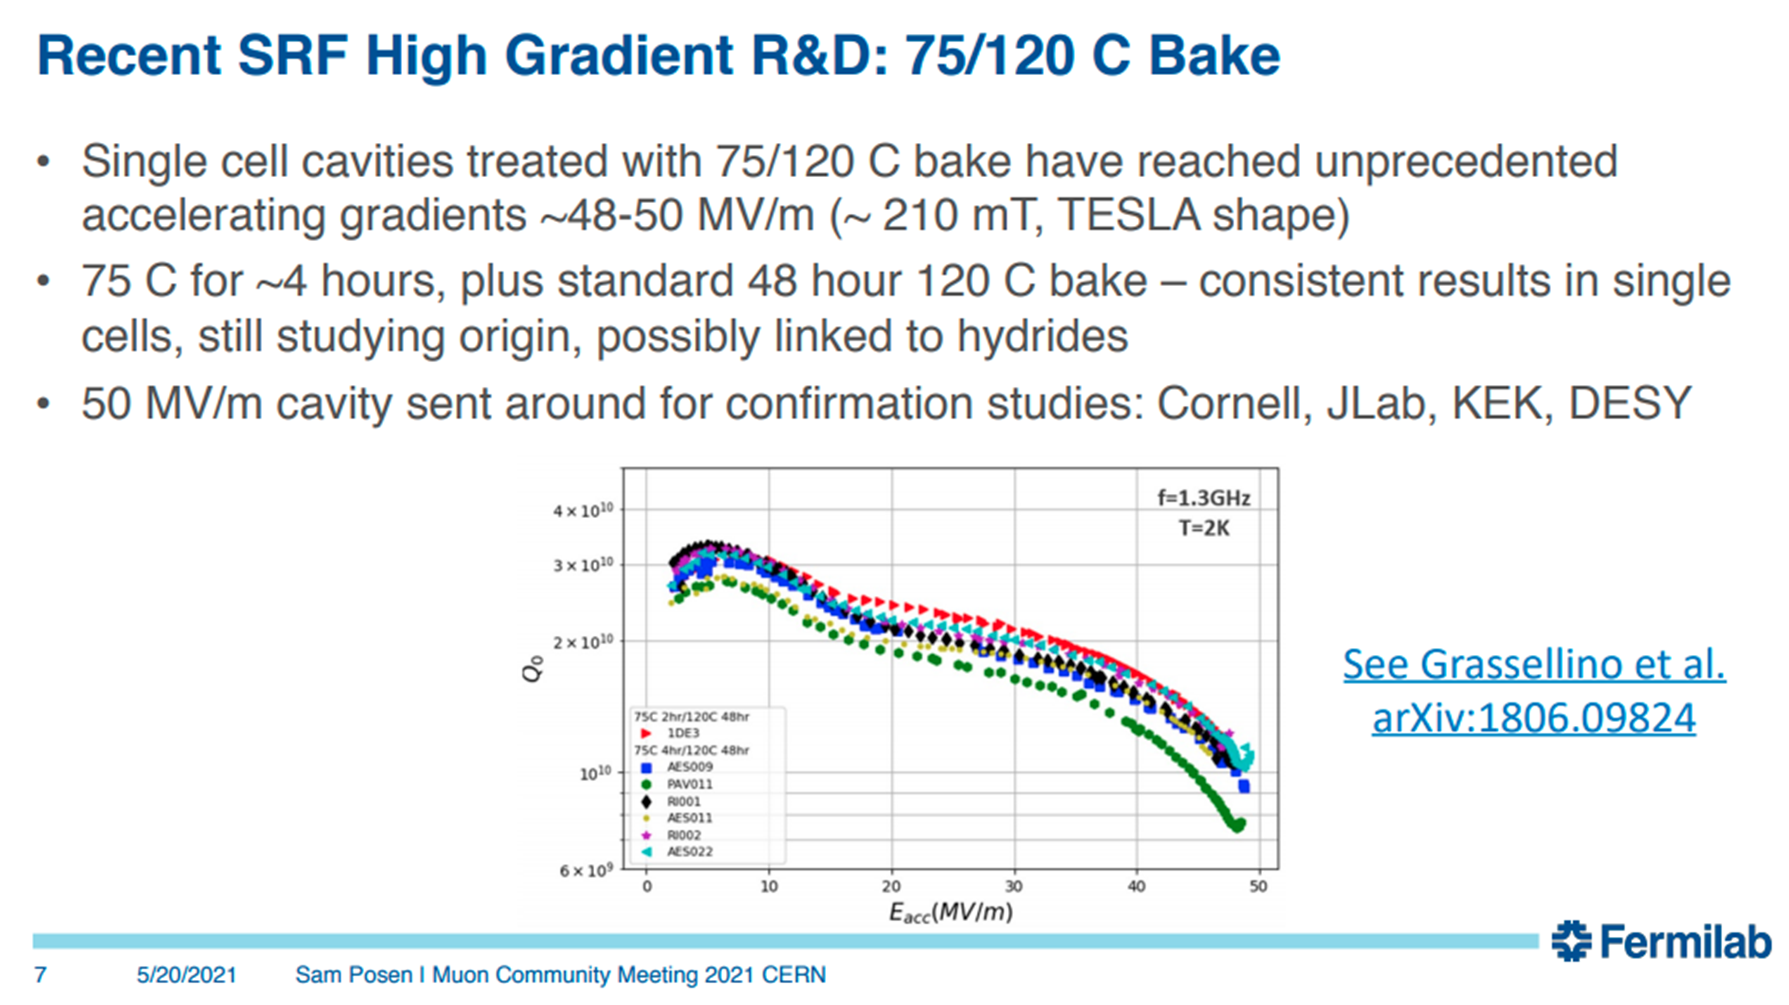 Recent SRF High Gradient R&D: 75/120 C Bake
• Single cell cavities treated with 75/120 C bake have reached unprecedented
accelerating gradients ~48-50 MV/m (~ 210 mT, TESLA shape)
• 75 C for ~4 hours, plus standard 48 hour 120 C bake – consistent results in single
cells, still studying origin, possibly linked to hydrides
• 50 MV/m cavity sent around for confirmation studies: Cornell, JLab, KEK, DESY
f=1.3GHz
T=2K
4 × 10¹⁰
3 × 10¹⁰
2 × 10¹⁰
10¹⁰
6 × 10⁹
Q₀
75C 2hr/120C 48hr
1DE3
75C 4hr/120C 48hr
AES009
PAV011
RI001
AES011
RI002
AES022
0 10 20 30 40 50
E_acc(MV/m)
See Grassellino et al.
arXiv:1806.09824
Fermilab
7 5/20/2021 Sam Posen I Muon Community Meeting 2021 CERN